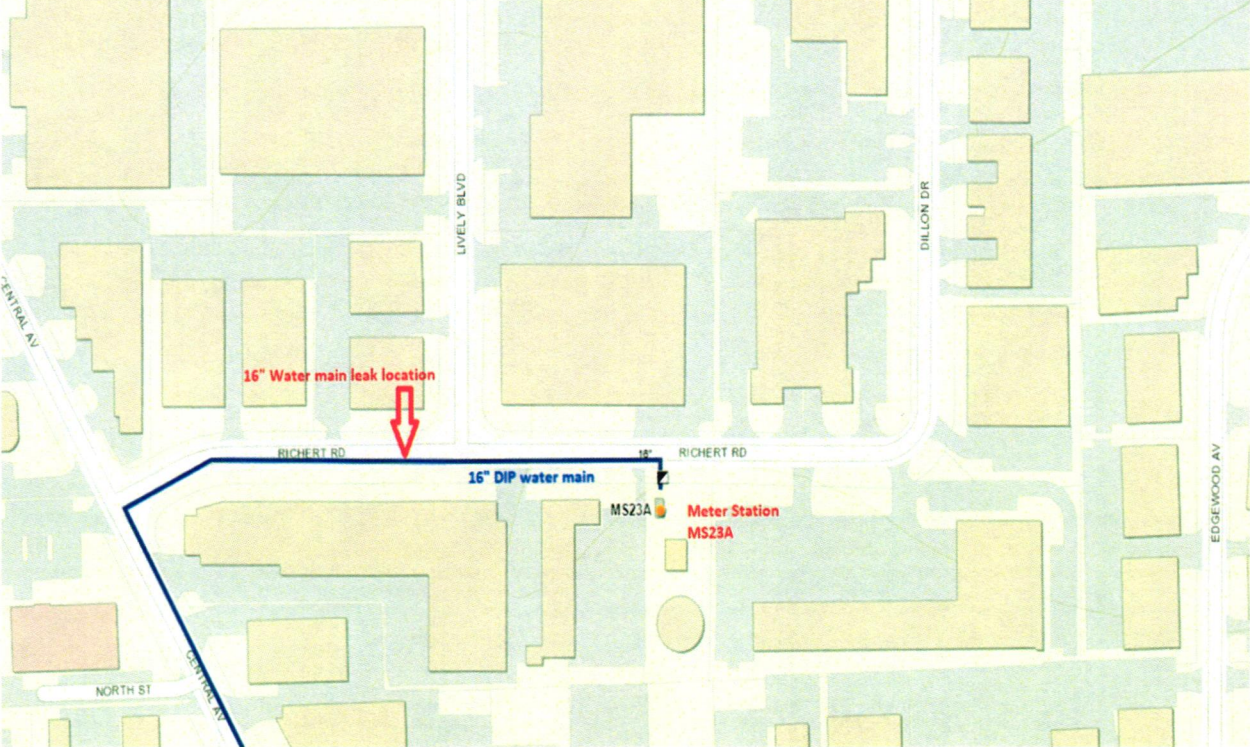 LIVELY BLVD
DILLON DR
CENTRAL AV
16" Water main leak location
RICHERT RD
16"
RICHERT RD
16" DIP water main
MS23A
Meter Station
MS23A
EDGEWOOD AV
CENTRAL AV
NORTH ST